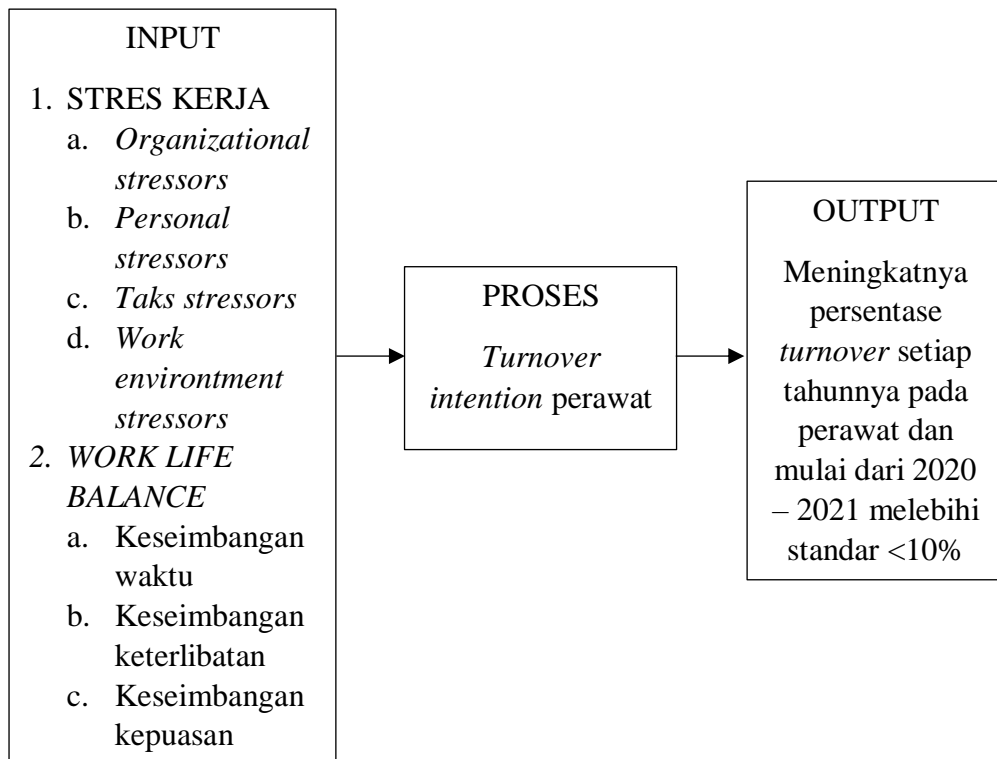 INPUT
1. STRES KERJA
a. Organizational
stressors
b. Personal
stressors
c. Taks stressors
d. Work
environtment
stressors
2. WORK LIFE
BALANCE
a. Keseimbangan
waktu
b. Keseimbangan
keterlibatan
c. Keseimbangan
kepuasan
PROSES
Turnover
intention perawat
OUTPUT
Meningkatnya
persentase
turnover setiap
tahunnya pada
perawat dan
mulai dari 2020
– 2021 melebihi
standar <10%